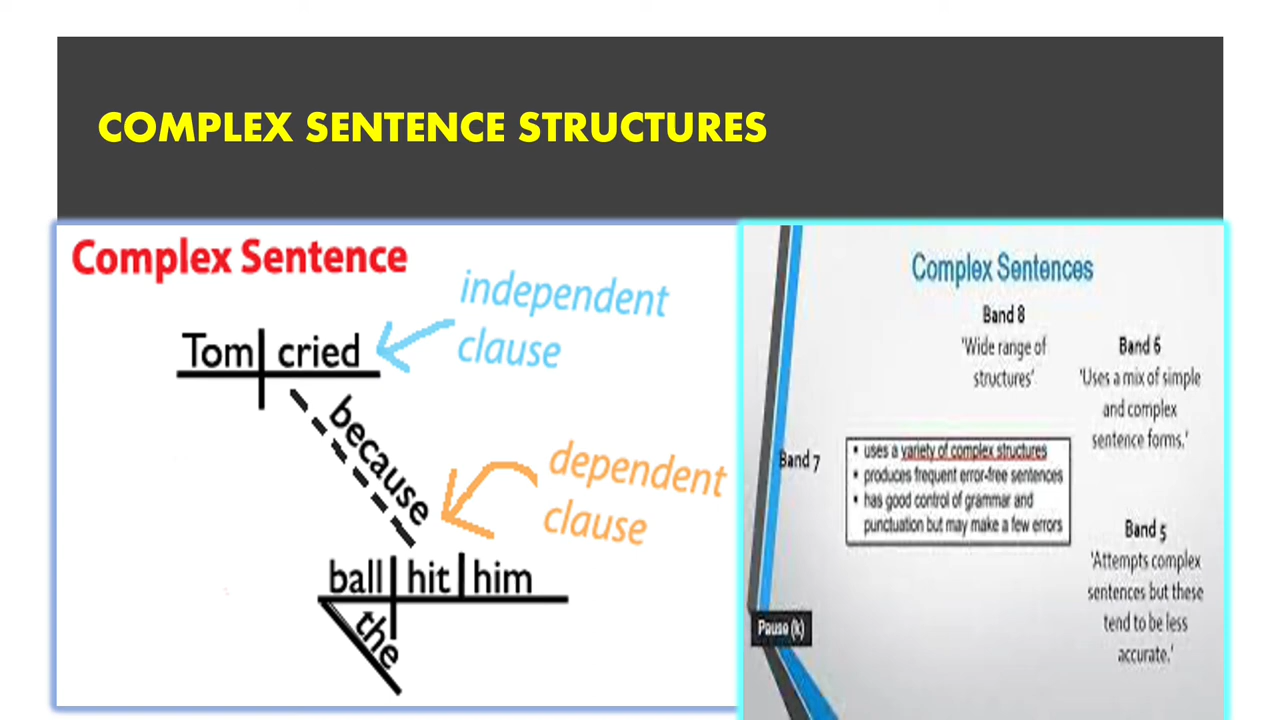 COMPLEX SENTENCE STRUCTURES
Complex Sentence
independent
clause
Tom cried
because
dependent
clause
ball hit him
the
Complex Sentences
Band 8
'Wide range of
structures'
Band 6
'Uses a mix of simple
and complex
sentence forms.'
Band 7
• uses a variety of complex structures
• produces frequent error-free sentences
• has good control of grammar and
punctuation but may make a few errors
Band 5
'Attempts complex
sentences but these
tend to be less
accurate.'
Pause (k)